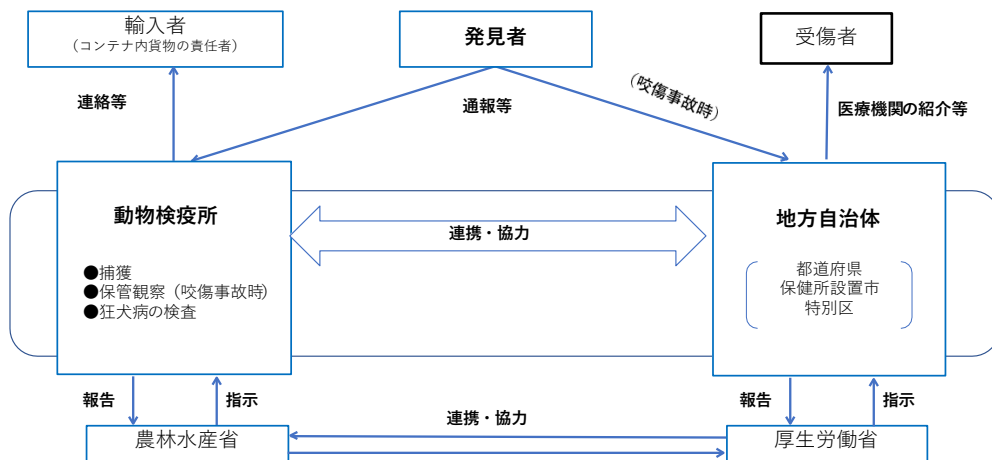 輸入者
（コンテナ内貨物の責任者）
発見者
受傷者
連絡等
通報等
（咬傷事故時）
医療機関の紹介等
動物検疫所
●捕獲
●保管観察（咬傷事故時）
●狂犬病の検査
連携・協力
地方自治体
都道府県
保健所設置市
特別区
報告
指示
連携・協力
報告
指示
農林水産省
厚生労働省